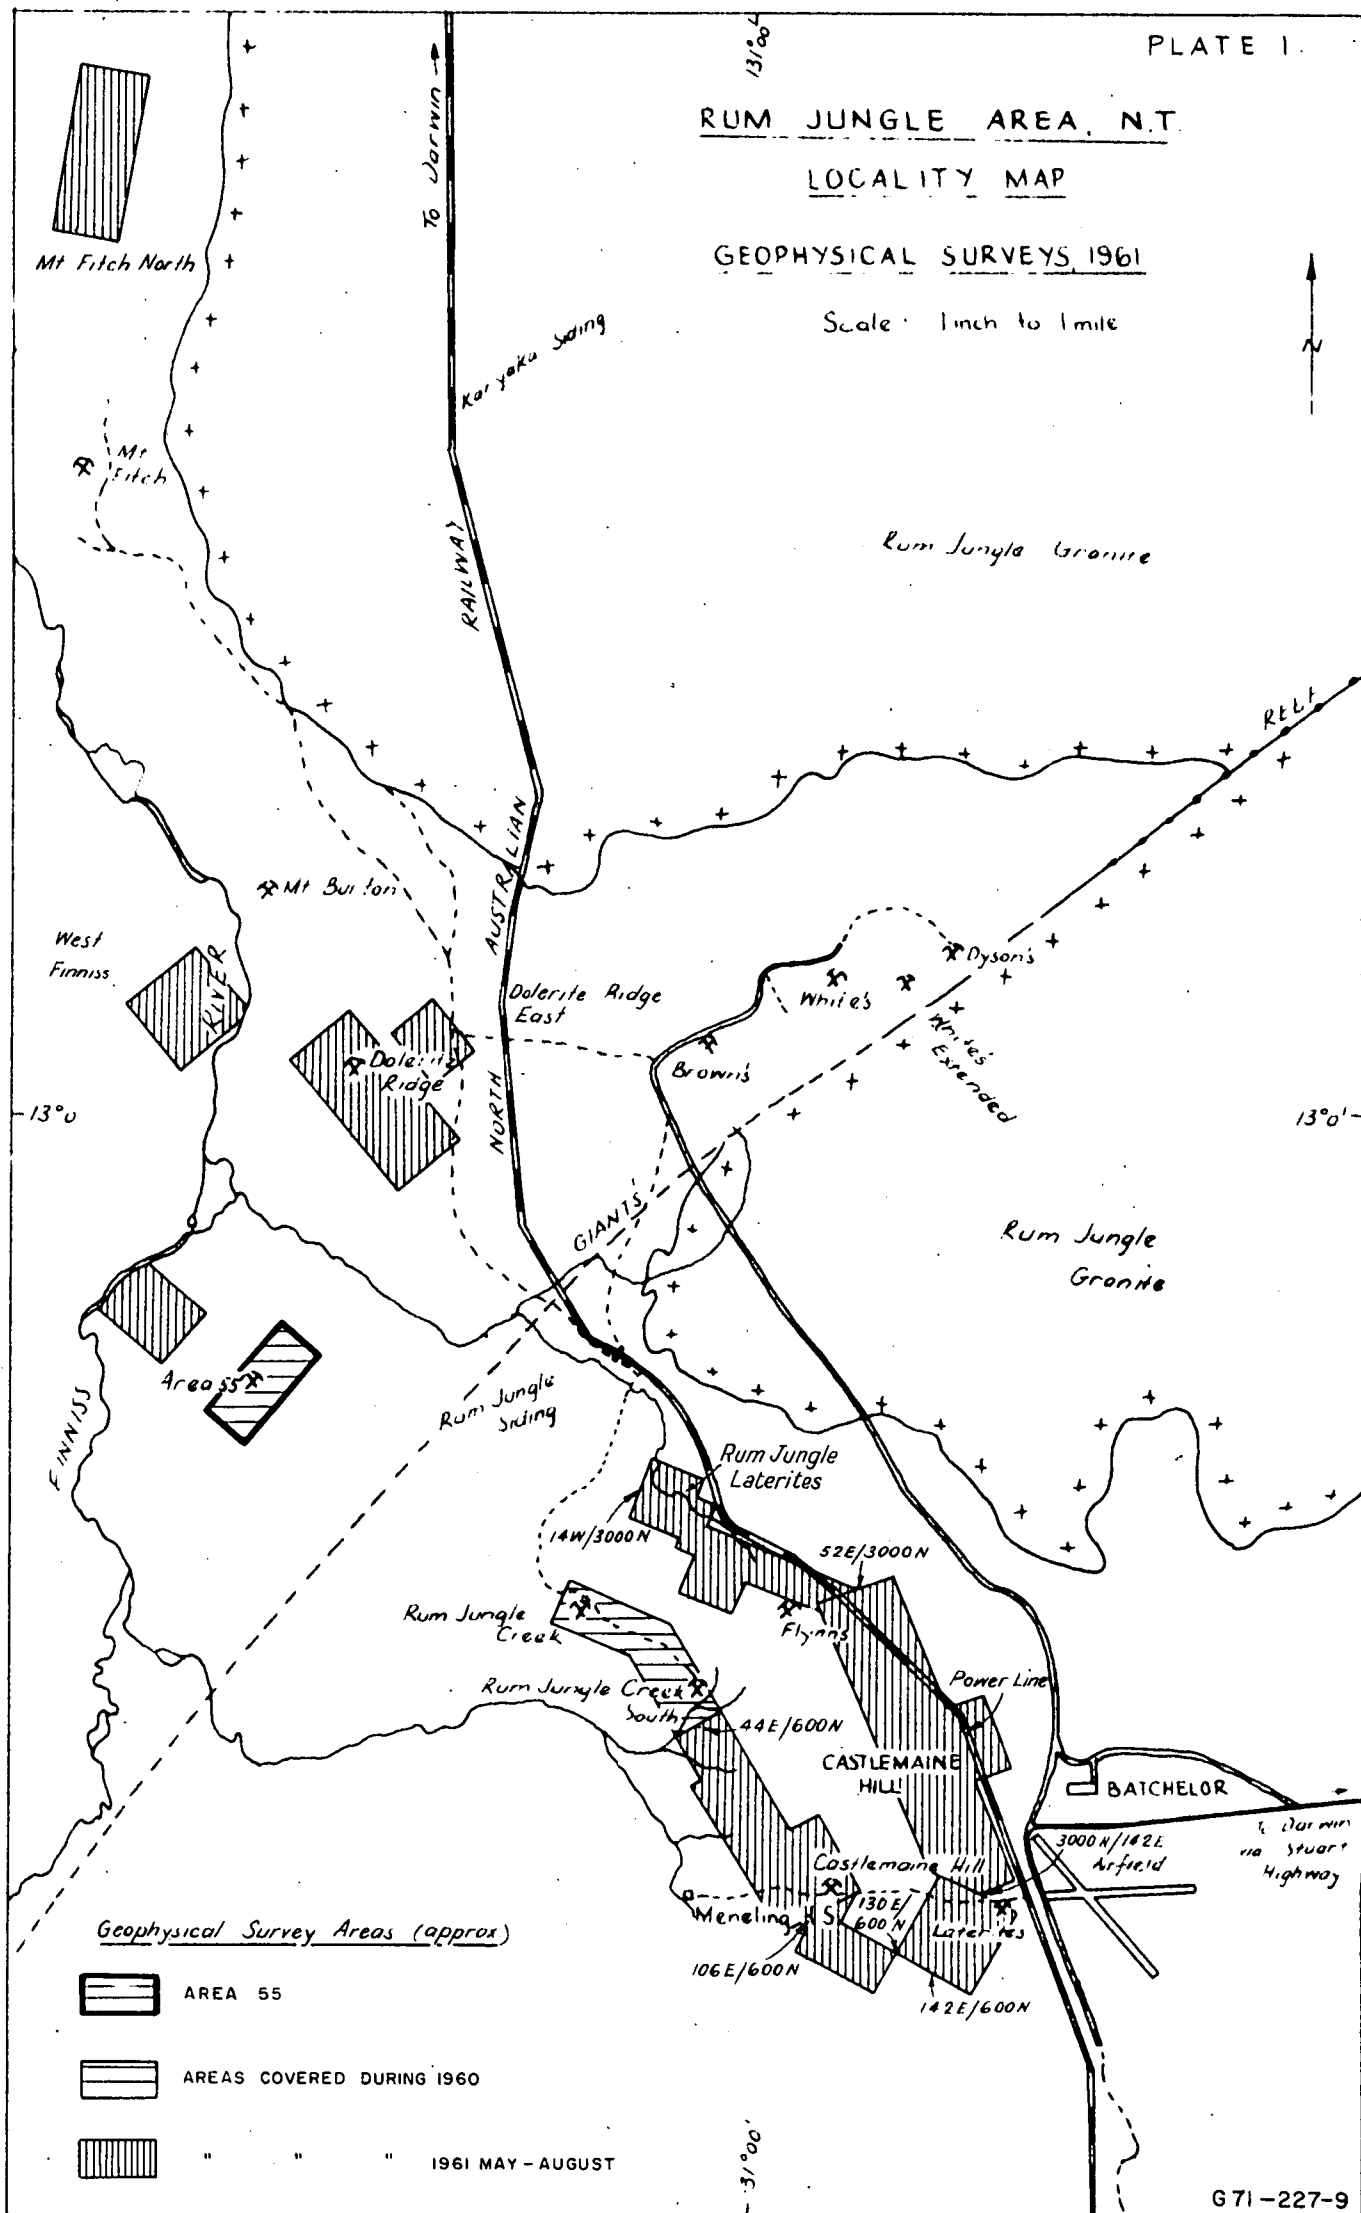 PLATE 1.
131°00'
RUM JUNGLE AREA, N.T.
LOCALITY MAP
GEOPHYSICAL SURVEYS, 1961
Scale: 1 inch to 1 mile
N
To Darwin
Mt Fitch North
Siding
Mt
Fitch
RAILWAY
Rum Jungle Granite
AUSTRALIAN
Mt Burton
West
Finniss
RIVER
Dyson's
White's
Dolerite Ridge
East
White's
Extended
Dolerite
Ridge
Brown's
NORTH
13°0
13°0'
GIANT'S
Rum Jungle
Granite
Area 55
FINNISS
Rum Jungle
Siding
Rum Jungle
Laterites
14W/3000N
52E/3000N
Rum Jungle
Creek
Flynns
Rum Jungle Creek
South
Power Line
44E/600N
CASTLEMAINE
HILL
BATCHELOR
To Darwin
via Stuart
Highway
3000N/142E
Airfield
Castlemaine Hill
Meneling
S
130E/
600N
Laterites
106E/600N
142E/600N
Geophysical Survey Areas (approx)
AREA 55
AREAS COVERED DURING 1960
" " " 1961 MAY-AUGUST
31°00'
G71-227-9